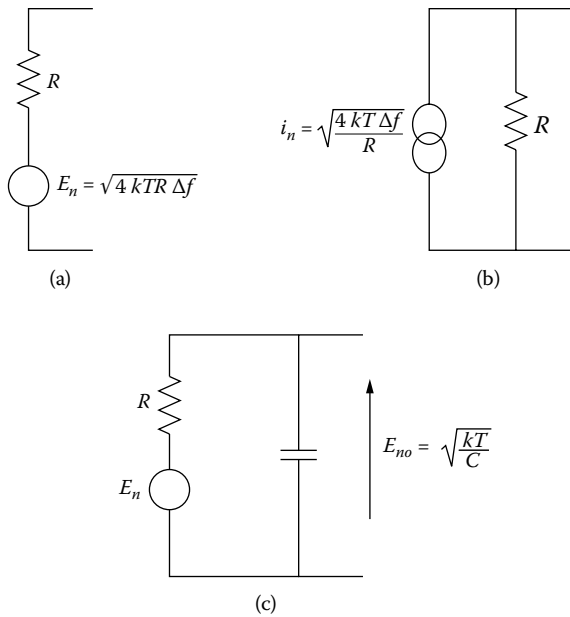 R
E_n = √4 kTR Δf
(a)
i_n = √4 kT Δf / R
R
(b)
R
E_n
E_no = √kT / C
(c)